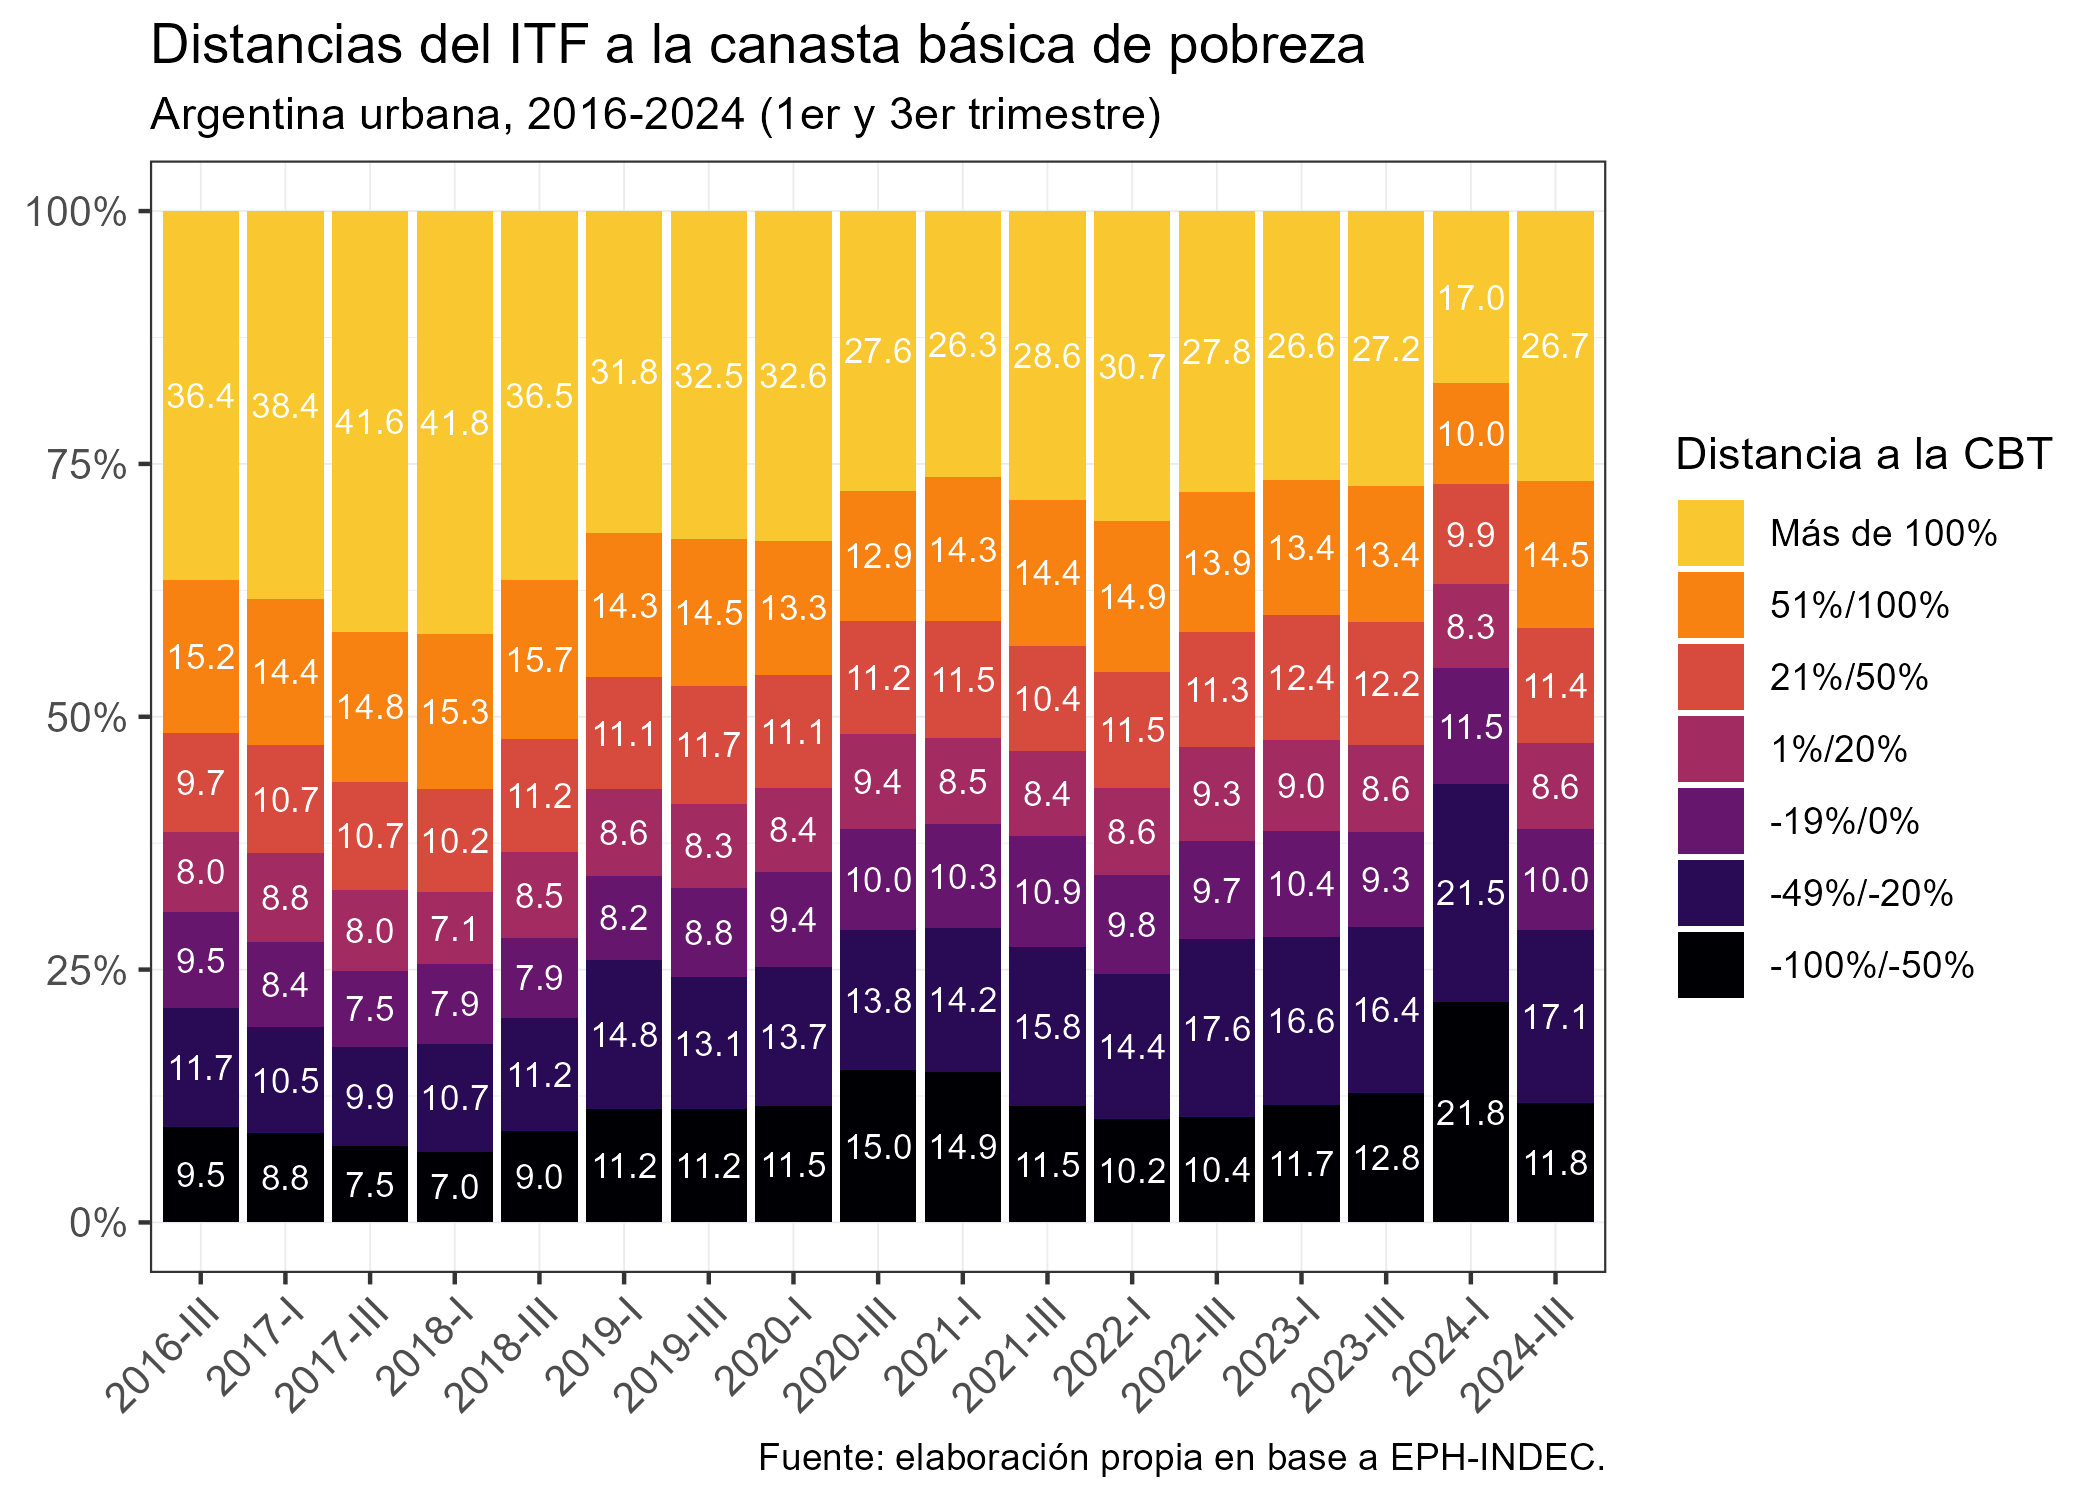 Distancias del ITF a la canasta básica de pobreza
Argentina urbana, 2016-2024 (1er y 3er trimestre)
100%
75%
50%
25%
0%
36.4 38.4 41.6 41.8 36.5 31.8 32.5 32.6 27.6 26.3 28.6 30.7 27.8 26.6 27.2 17.0 26.7
15.2 14.4 14.8 15.3 15.7 14.3 14.5 13.3 12.9 14.3 14.4 14.9 13.9 13.4 13.4 10.0 14.5
9.7 10.7 10.7 10.2 11.2 11.1 11.7 11.1 11.2 11.5 10.4 11.5 11.3 12.4 12.2 9.9 11.4
8.0 8.8 8.0 7.1 8.5 8.6 8.3 8.4 9.4 8.5 8.4 8.6 9.3 9.0 8.6 8.3 8.6
9.5 8.4 7.5 7.9 7.9 8.2 8.8 9.4 10.0 10.3 10.9 9.8 9.7 10.4 9.3 11.5 10.0
11.7 10.5 9.9 10.7 11.2 14.8 13.1 13.7 13.8 14.2 15.8 14.4 17.6 16.6 16.4 21.5 17.1
9.5 8.8 7.5 7.0 9.0 11.2 11.2 11.5 15.0 14.9 11.5 10.2 10.4 11.7 12.8 21.8 11.8
2016-III 2017-I 2017-III 2018-I 2018-III 2019-I 2019-III 2020-I 2020-III 2021-I 2021-III 2022-I 2022-III 2023-I 2023-III 2024-I 2024-III
Distancia a la CBT
Más de 100%
51%/100%
21%/50%
1%/20%
-19%/0%
-49%/-20%
-100%/-50%
Fuente: elaboración propia en base a EPH-INDEC.